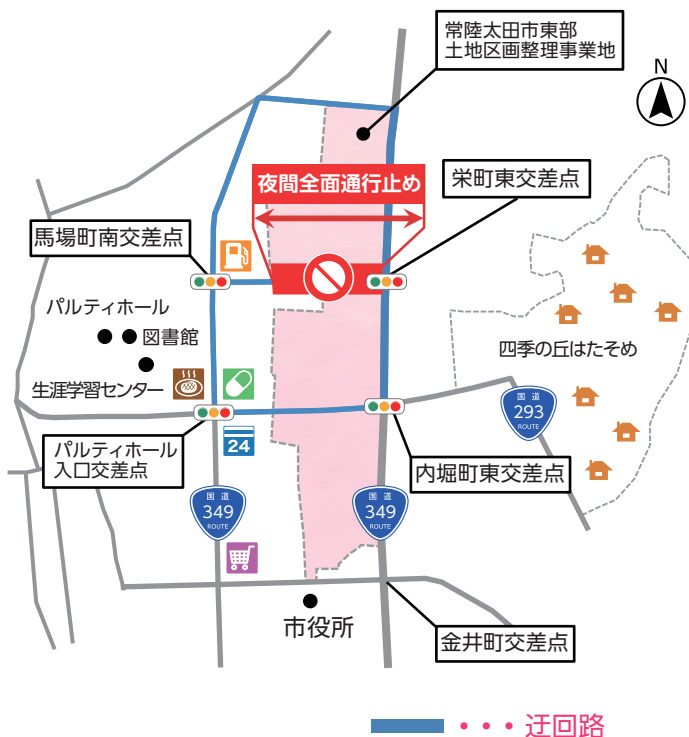 常陸太田市東部
土地区画整理事業地
N
夜間全面通行止め
栄町東交差点
馬場町南交差点
パルティホール
図書館
四季の丘はたそめ
生涯学習センター
国道
293
ROUTE
パルティホール
入口交差点
24
内堀町東交差点
国道
349
ROUTE
国道
349
ROUTE
市役所
金井町交差点
・・・迂回路